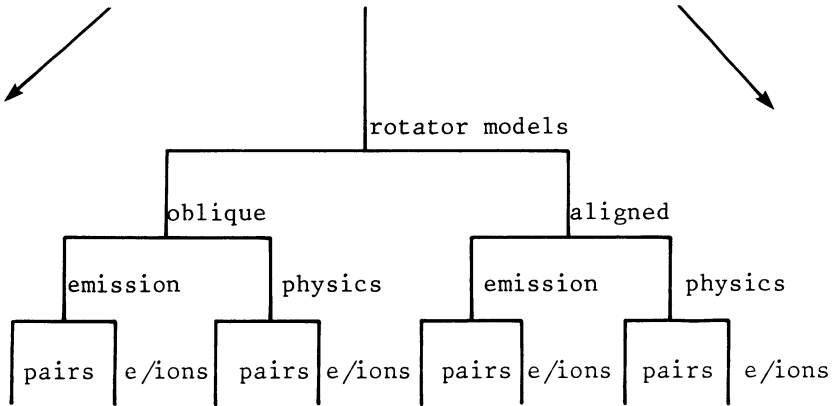 rotator models
oblique aligned
emission physics emission physics
pairs e/ions pairs e/ions pairs e/ions pairs e/ions